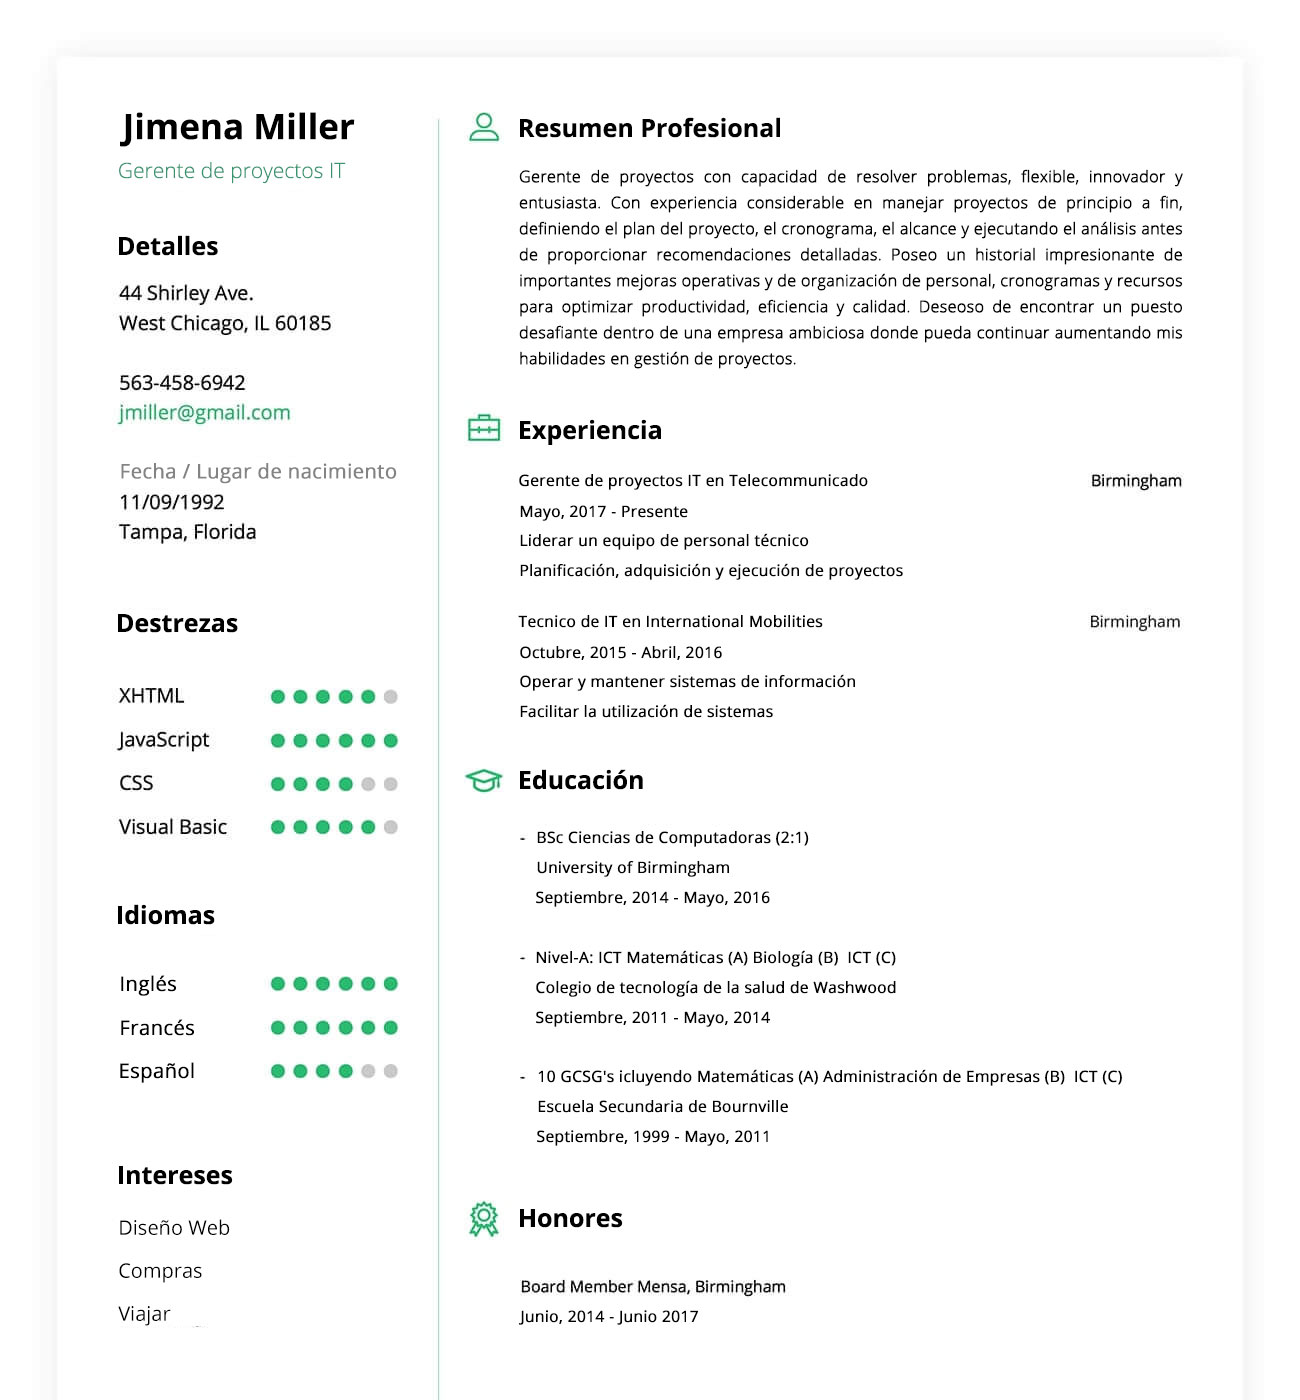 Jimena Miller
Gerente de proyectos IT
Detalles
44 Shirley Ave.
West Chicago, IL 60185
563-458-6942
jmiller@gmail.com
Fecha / Lugar de nacimiento
11/09/1992
Tampa, Florida
Destrezas
XHTML
JavaScript
CSS
Visual Basic
Idiomas
Inglés
Francés
Español
Intereses
Diseño Web
Compras
Viajar
Resumen Profesional
Gerente de proyectos con capacidad de resolver problemas, flexible, innovador y
entusiasta. Con experiencia considerable en manejar proyectos de principio a fin,
definiendo el plan del proyecto, el cronograma, el alcance y ejecutando el análisis antes
de proporcionar recomendaciones detalladas. Poseo un historial impresionante de
importantes mejoras operativas y de organización de personal, cronogramas y recursos
para optimizar productividad, eficiencia y calidad. Deseoso de encontrar un puesto
desafiante dentro de una empresa ambiciosa donde pueda continuar aumentando mis
habilidades en gestión de proyectos.
Experiencia
Gerente de proyectos IT en Telecommunicado Birmingham
Mayo, 2017 - Presente
Liderar un equipo de personal técnico
Planificación, adquisición y ejecución de proyectos
Tecnico de IT en International Mobilities Birmingham
Octubre, 2015 - Abril, 2016
Operar y mantener sistemas de información
Facilitar la utilización de sistemas
Educación
- BSc Ciencias de Computadoras (2:1)
University of Birmingham
Septiembre, 2014 - Mayo, 2016
- Nivel-A: ICT Matemáticas (A) Biología (B) ICT (C)
Colegio de tecnología de la salud de Washwood
Septiembre, 2011 - Mayo, 2014
- 10 GCSG's icluyendo Matemáticas (A) Administración de Empresas (B) ICT (C)
Escuela Secundaria de Bournville
Septiembre, 1999 - Mayo, 2011
Honores
Board Member Mensa, Birmingham
Junio, 2014 - Junio 2017